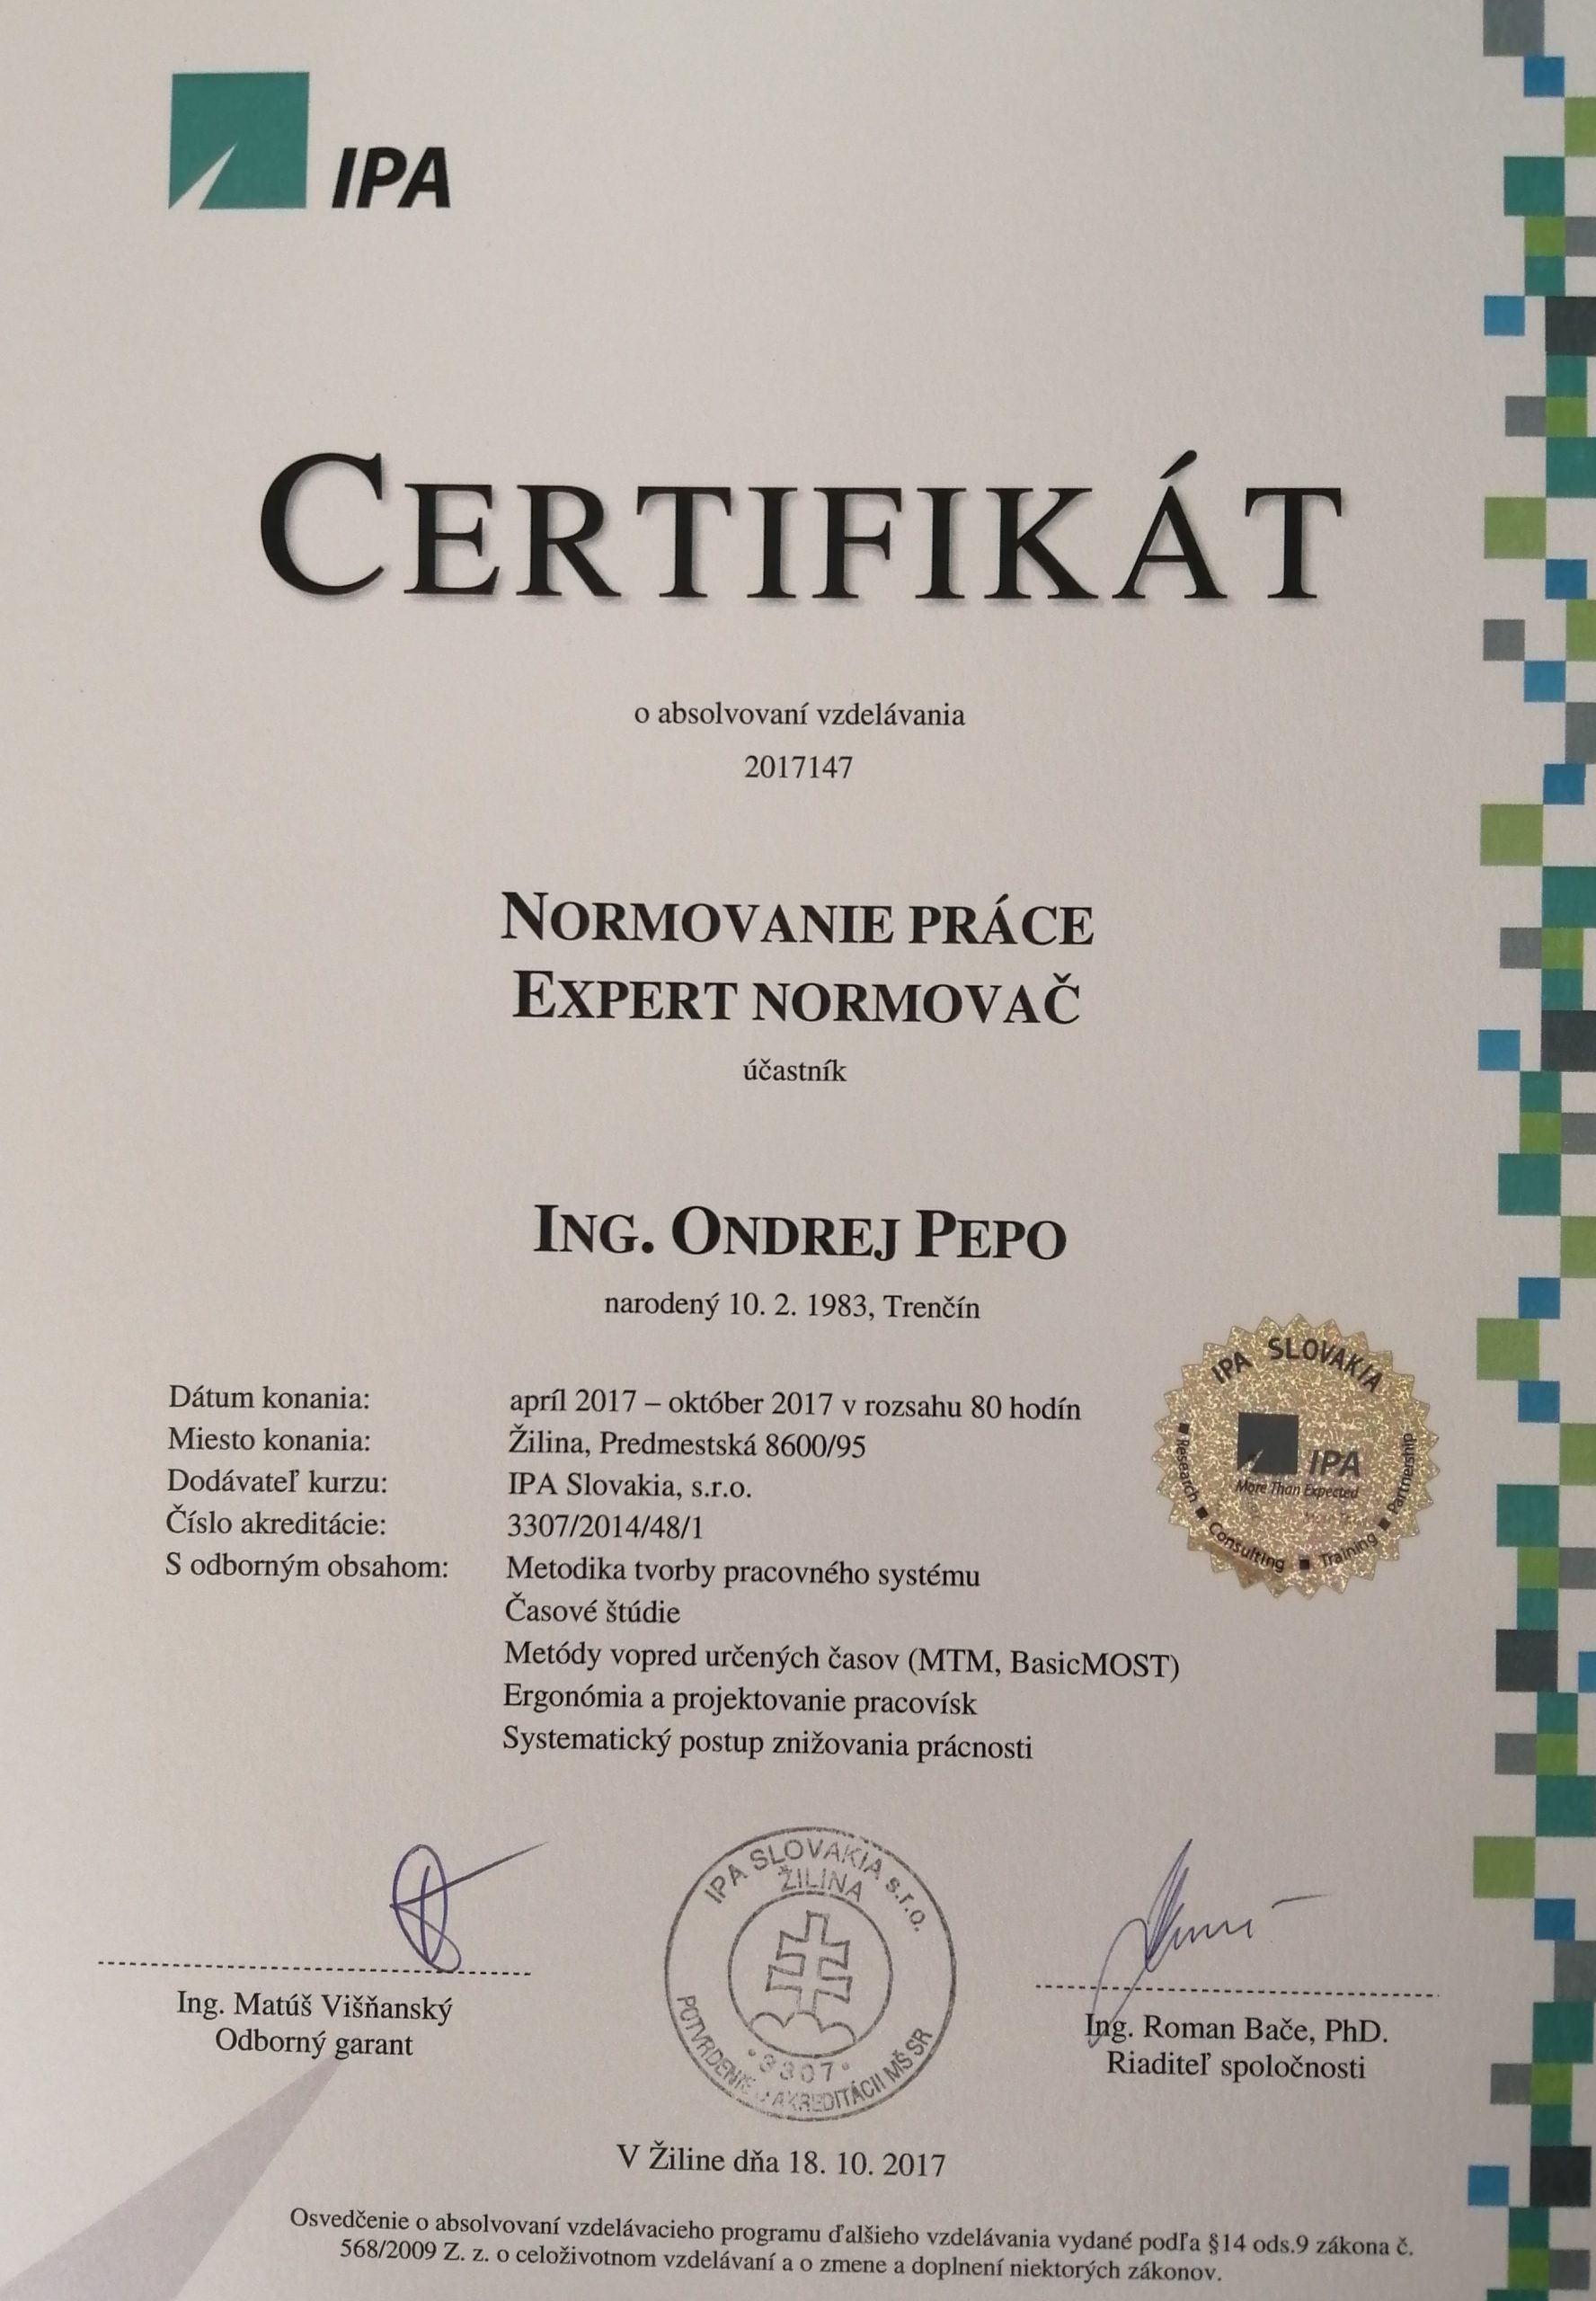 IPA
CERTIFIKÁT
o absolvovaní vzdelávania
2017147
NORMOVANIE PRÁCE
EXPERT NORMOVAČ
účastník
ING. ONDREJ PEPO
narodený 10. 2. 1983, Trenčín
Dátum konania: apríl 2017 – október 2017 v rozsahu 80 hodín
Miesto konania: Žilina, Predmestská 8600/95
Dodávateľ kurzu: IPA Slovakia, s.r.o.
Číslo akreditácie: 3307/2014/48/1
S odborným obsahom: Metodika tvorby pracovného systému
Časové štúdie
Metódy vopred určených časov (MTM, BasicMOST)
Ergonómia a projektovanie pracovísk
Systematický postup znižovania prácnosti
IPA SLOVAKIA
IPA
More Than Expected
Research ■ Consulting ■ Training ■ Partnership
IPA SLOVAKIA s.r.o.
ŽILINA
3307
POTVRDENIE AKREDITÁCII MŠ SR
Ing. Matúš Višňanský
Odborný garant
Ing. Roman Bače, PhD.
Riaditeľ spoločnosti
V Žiline dňa 18. 10. 2017
Osvedčenie o absolvovaní vzdelávacieho programu ďalšieho vzdelávania vydané podľa §14 ods.9 zákona č.
568/2009 Z. z. o celoživotnom vzdelávaní a o zmene a doplnení niektorých zákonov.